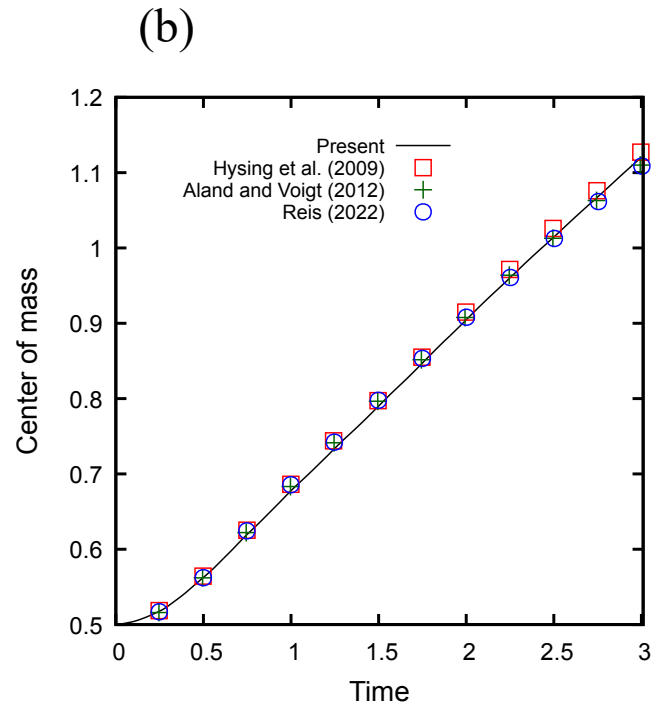 (b)
1.2
1.1
1
0.9
0.8
0.7
0.6
0.5
Center of mass
Present
Hysing et al. (2009)
Aland and Voigt (2012)
Reis (2022)
0 0.5 1 1.5 2 2.5 3
Time